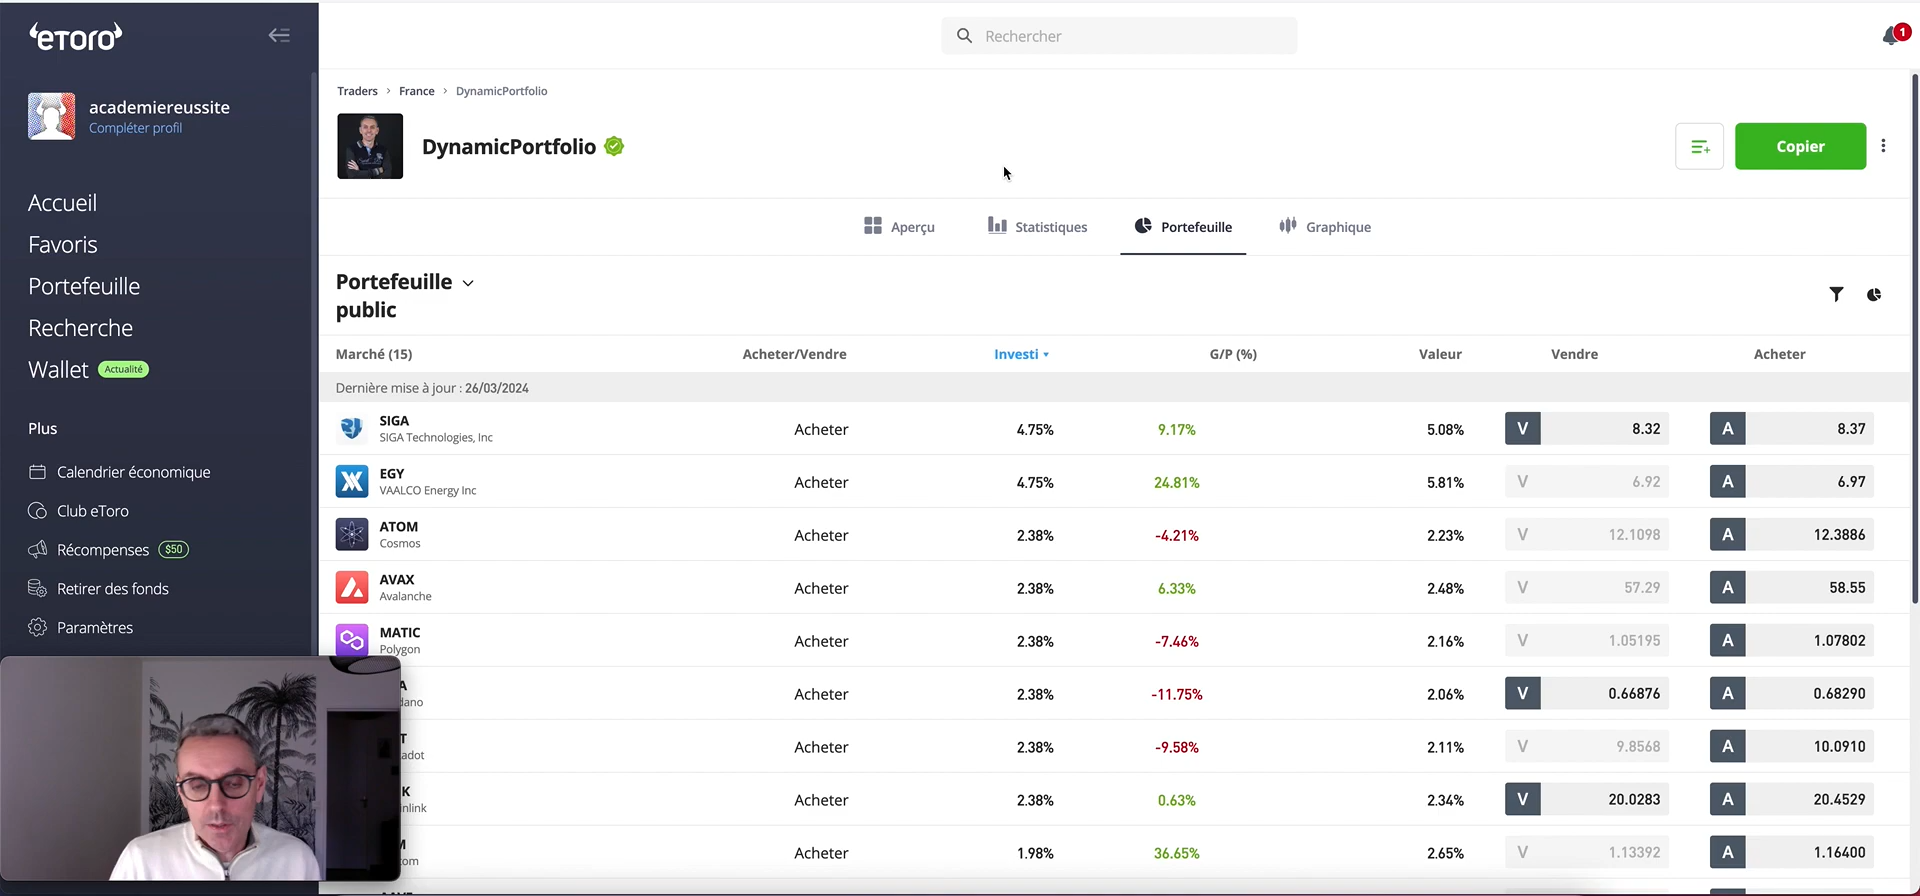 eToro
Rechercher
1
academiereussite
Compléter profil
Accueil
Favoris
Portefeuille
Recherche
Wallet Actualité
Plus
Calendrier économique
Club eToro
Récompenses $50
Retirer des fonds
Paramètres
Traders > France > DynamicPortfolio
DynamicPortfolio
Copier
Aperçu Statistiques Portefeuille Graphique
Portefeuille
public
Marché (15) Acheter/Vendre Investi G/P (%) Valeur Vendre Acheter
Dernière mise à jour : 26/03/2024
SIGA
SIGA Technologies, Inc
Acheter 4.75% 9.17% 5.08% V 8.32 A 8.37
EGY
VAALCO Energy Inc
Acheter 4.75% 24.81% 5.81% V 6.92 A 6.97
ATOM
Cosmos
Acheter 2.38% -4.21% 2.23% V 12.1098 A 12.3886
AVAX
Avalanche
Acheter 2.38% 6.33% 2.48% V 57.29 A 58.55
MATIC
Polygon
Acheter 2.38% -7.46% 2.16% V 1.05195 A 1.07802
A
dano
Acheter 2.38% -11.75% 2.06% V 0.66876 A 0.68290
T
adot
Acheter 2.38% -9.58% 2.11% V 9.8568 A 10.0910
K
inlink
Acheter 2.38% 0.63% 2.34% V 20.0283 A 20.4529
M
com
Acheter 1.98% 36.65% 2.65% V 1.13392 A 1.16400